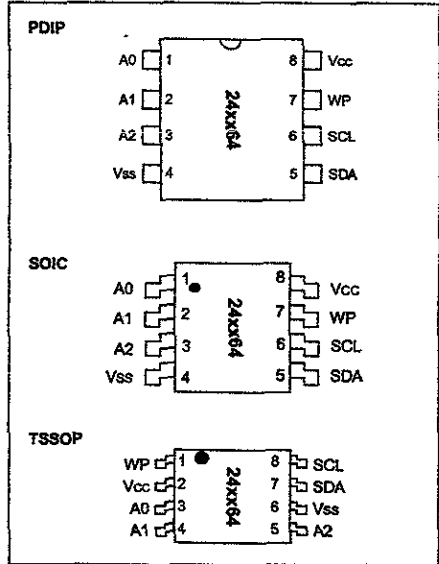 PDIP
A0 1 8 Vcc
A1 2 7 WP
A2 3 6 SCL
Vss 4 5 SDA
24xx64
SOIC
A0 1 8 Vcc
A1 2 7 WP
A2 3 6 SCL
Vss 4 5 SDA
24xx64
TSSOP
WP 1 8 SCL
Vcc 2 7 SDA
A0 3 6 Vss
A1 4 5 A2
24xx64